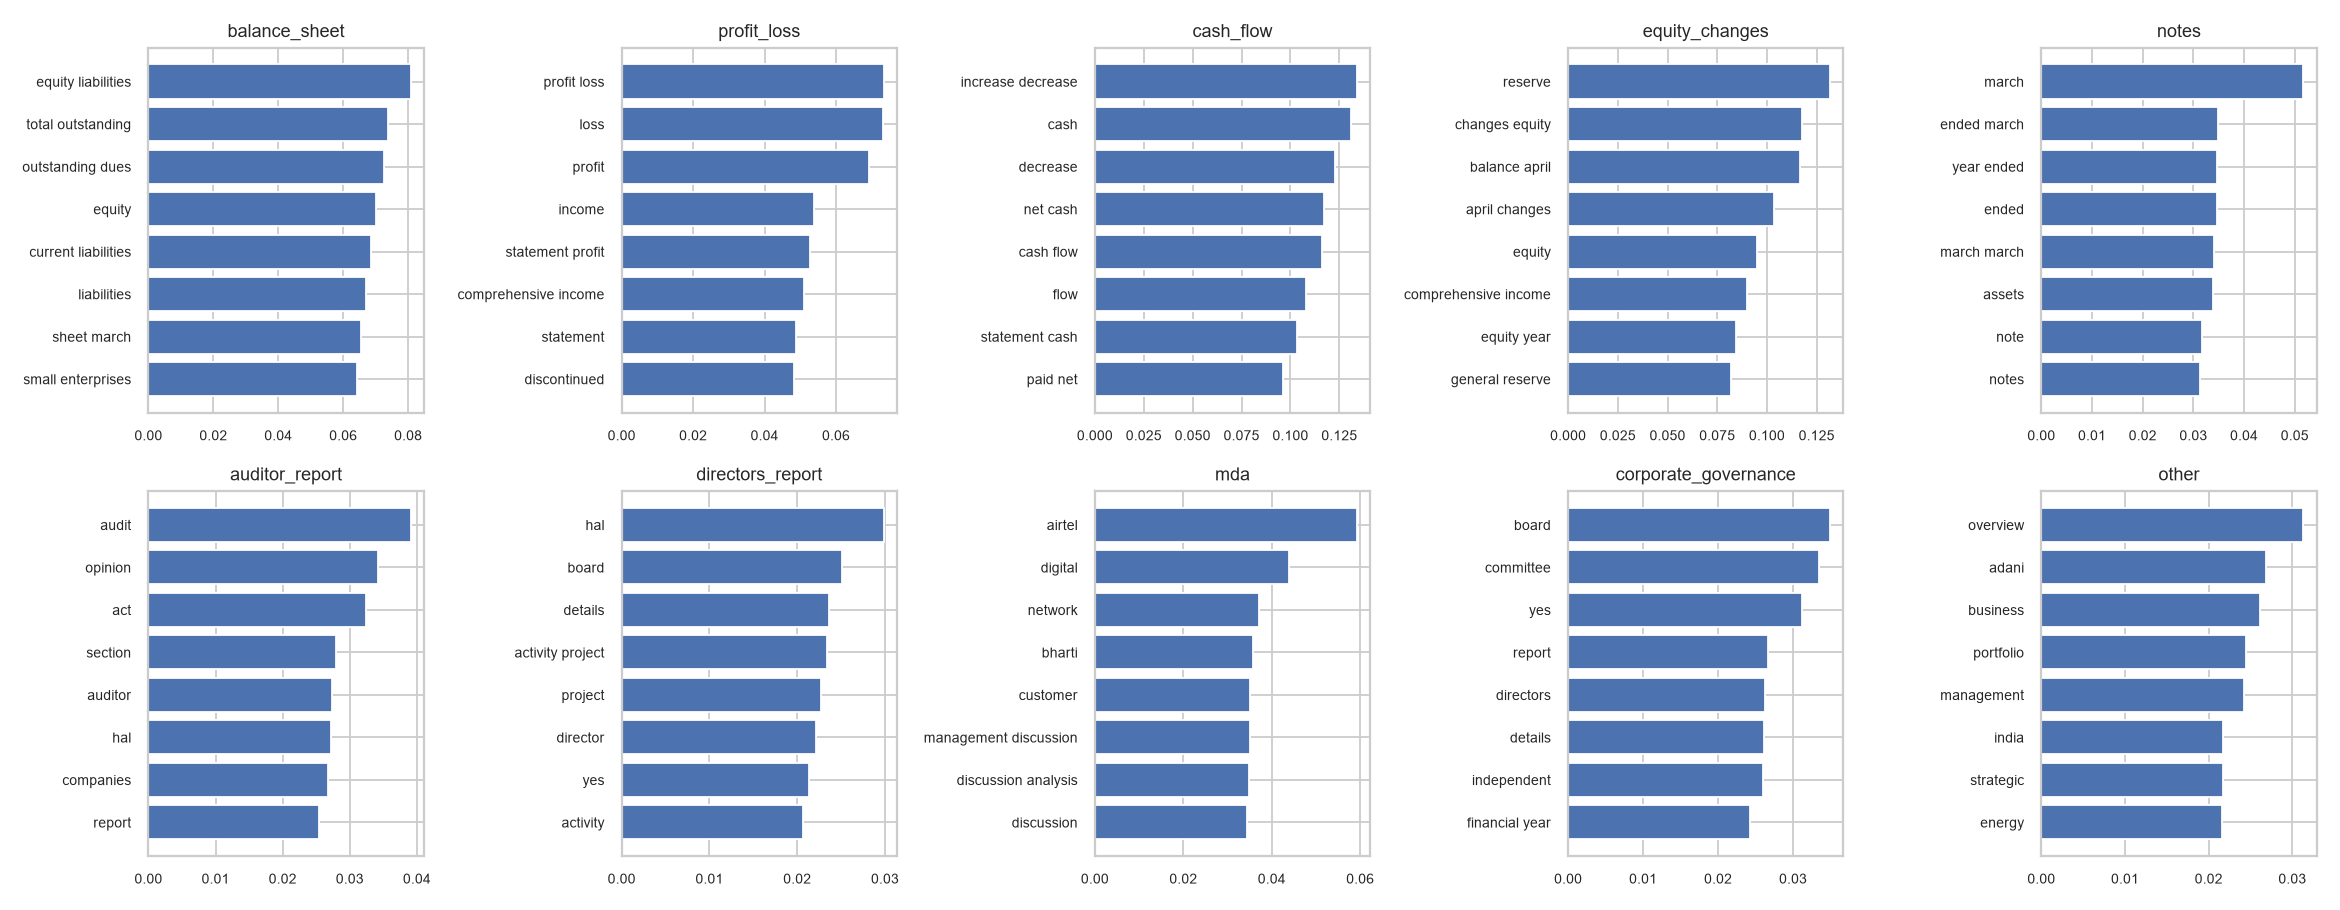 balance_sheet
equity liabilities
total outstanding
outstanding dues
equity
current liabilities
liabilities
sheet march
small enterprises
0.00 0.02 0.04 0.06 0.08
profit_loss
profit loss
loss
profit
income
statement profit
comprehensive income
statement
discontinued
0.00 0.02 0.04 0.06
cash_flow
increase decrease
cash
decrease
net cash
cash flow
flow
statement cash
paid net
0.000 0.025 0.050 0.075 0.100 0.125
equity_changes
reserve
changes equity
balance april
april changes
equity
comprehensive income
equity year
general reserve
0.000 0.025 0.050 0.075 0.100 0.125
notes
march
ended march
year ended
ended
march march
assets
note
notes
0.00 0.01 0.02 0.03 0.04 0.05
auditor_report
audit
opinion
act
section
auditor
hal
companies
report
0.00 0.01 0.02 0.03 0.04
directors_report
hal
board
details
activity project
project
director
yes
activity
0.00 0.01 0.02 0.03
mda
airtel
digital
network
bharti
customer
management discussion
discussion analysis
discussion
0.00 0.02 0.04 0.06
corporate_governance
board
committee
yes
report
directors
details
independent
financial year
0.00 0.01 0.02 0.03
other
overview
adani
business
portfolio
management
india
strategic
energy
0.00 0.01 0.02 0.03